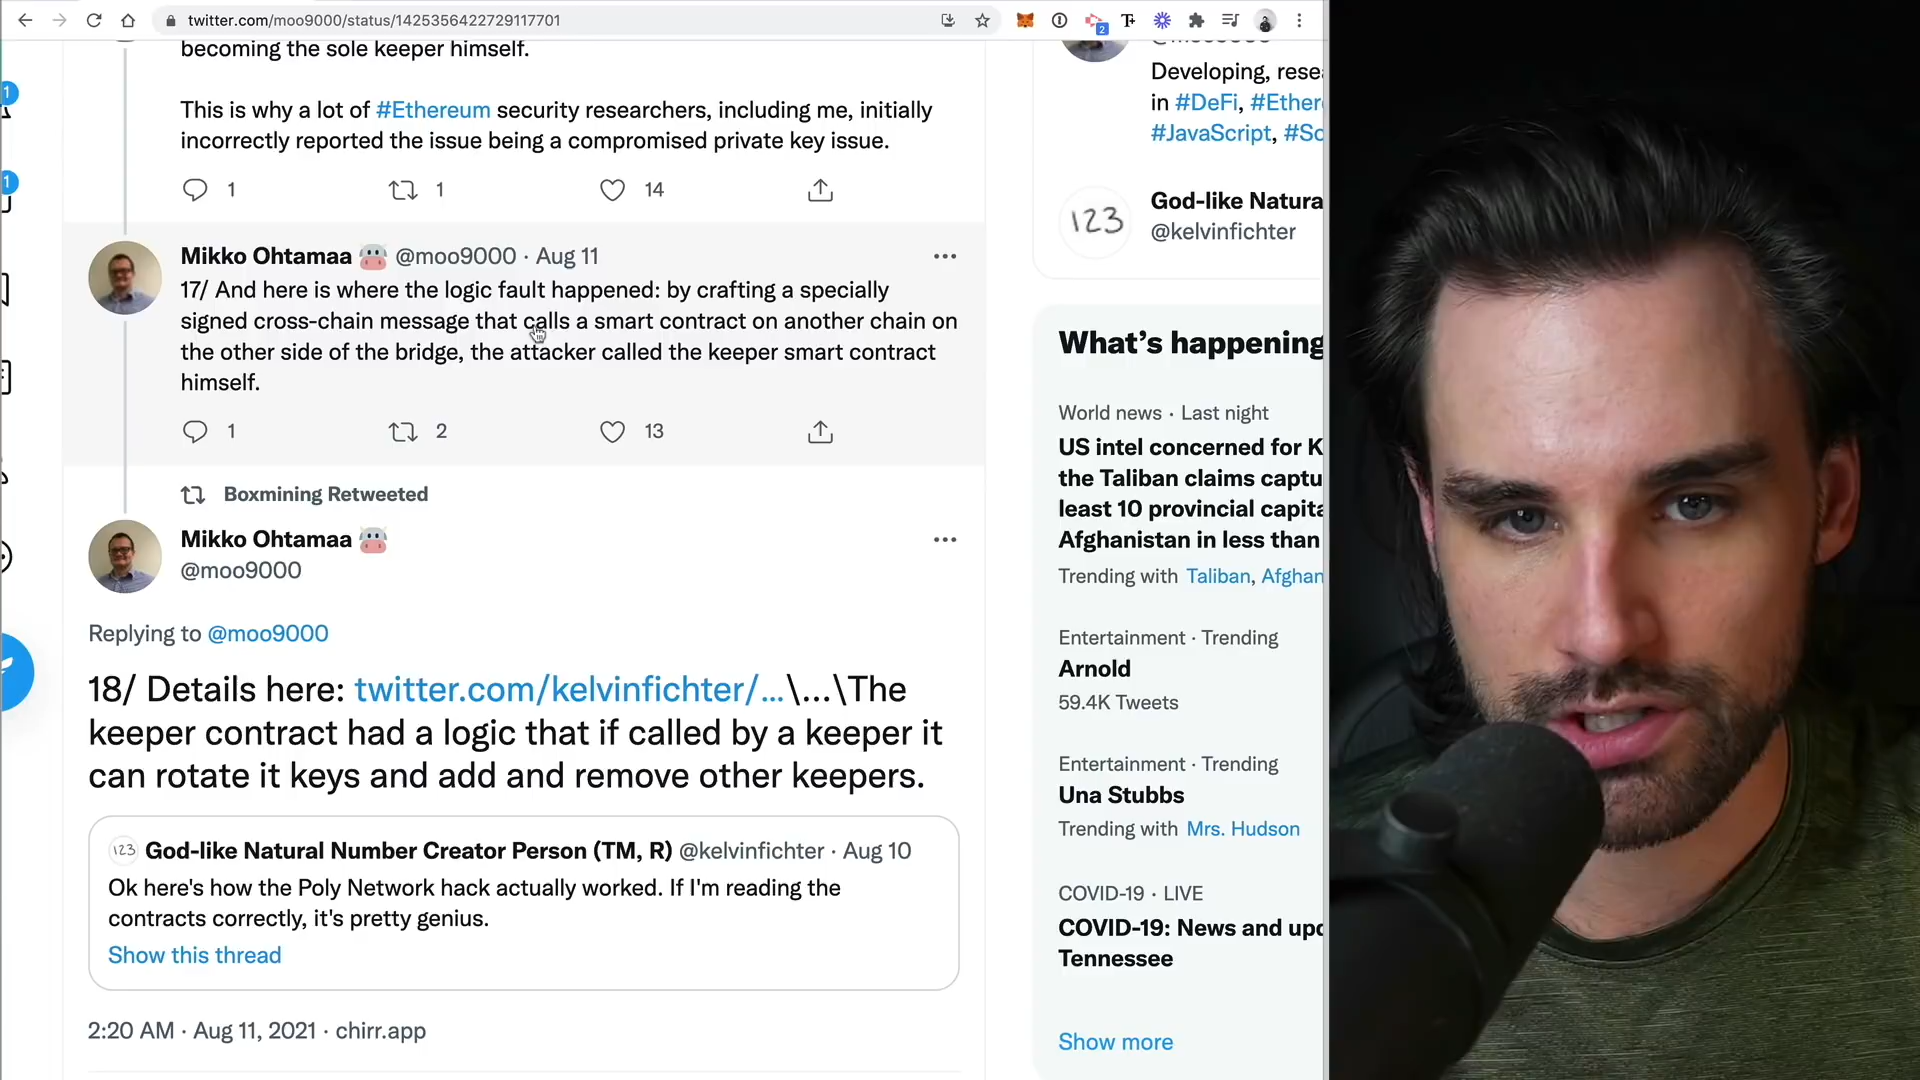 twitter.com/moo9000/status/1425356422729117701
2
becoming the sole keeper himself.
This is why a lot of #Ethereum security researchers, including me, initially
incorrectly reported the issue being a compromised private key issue.
1 1 14
Mikko Ohtamaa @moo9000 · Aug 11
17/ And here is where the logic fault happened: by crafting a specially
signed cross-chain message that calls a smart contract on another chain on
the other side of the bridge, the attacker called the keeper smart contract
himself.
1 2 13
Boxmining Retweeted
Mikko Ohtamaa
@moo9000
Replying to @moo9000
18/ Details here: twitter.com/kelvinfichter/…\...\The
keeper contract had a logic that if called by a keeper it
can rotate it keys and add and remove other keepers.
123 God-like Natural Number Creator Person (TM, R) @kelvinfichter · Aug 10
Ok here's how the Poly Network hack actually worked. If I'm reading the
contracts correctly, it's pretty genius.
Show this thread
2:20 AM · Aug 11, 2021 · chirr.app
1
1
Developing, rese
in #DeFi, #Ether
#JavaScript, #So
123
God-like Natura
@kelvinfichter
What's happening
World news · Last night
US intel concerned for K
the Taliban claims captu
least 10 provincial capita
Afghanistan in less than
Trending with Taliban, Afghan
Entertainment · Trending
Arnold
59.4K Tweets
Entertainment · Trending
Una Stubbs
Trending with Mrs. Hudson
COVID-19 · LIVE
COVID-19: News and upd
Tennessee
Show more